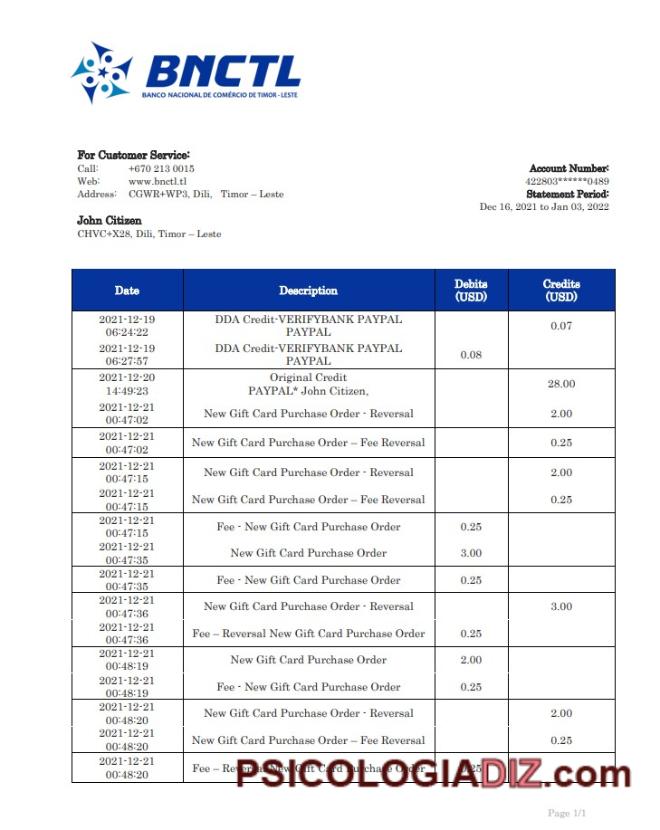 BNCTL
BANCO NACIONAL DE COMÉRCIO DE TIMOR - LESTE
For Customer Service:
Call: +670 213 0015
Web: www.bnctl.tl
Address: CGWR+WP3, Dili, Timor – Leste
Account Number:
422803******0489
Statement Period:
Dec 16, 2021 to Jan 03, 2022
John Citizen
CHVC+X28, Dili, Timor – Leste
Date Description Debits (USD) Credits (USD)
2021-12-19 DDA Credit-VERIFYBANK PAYPAL
06:24:22 PAYPAL 0.07
2021-12-19 DDA Credit-VERIFYBANK PAYPAL
06:27:57 PAYPAL 0.08
2021-12-20 Original Credit
14:49:23 PAYPAL* John Citizen, 28.00
2021-12-21
00:47:02 New Gift Card Purchase Order - Reversal 2.00
2021-12-21
00:47:02 New Gift Card Purchase Order – Fee Reversal 0.25
2021-12-21
00:47:15 New Gift Card Purchase Order - Reversal 2.00
2021-12-21
00:47:15 New Gift Card Purchase Order – Fee Reversal 0.25
2021-12-21
00:47:15 Fee - New Gift Card Purchase Order 0.25
2021-12-21
00:47:35 New Gift Card Purchase Order 3.00
2021-12-21
00:47:35 Fee - New Gift Card Purchase Order 0.25
2021-12-21
00:47:36 New Gift Card Purchase Order - Reversal 3.00
2021-12-21
00:47:36 Fee – Reversal New Gift Card Purchase Order 0.25
2021-12-21
00:48:19 New Gift Card Purchase Order 2.00
2021-12-21
00:48:19 Fee - New Gift Card Purchase Order 0.25
2021-12-21
00:48:20 New Gift Card Purchase Order - Reversal 2.00
2021-12-21
00:48:20 New Gift Card Purchase Order – Fee Reversal 0.25
2021-12-21
00:48:20 Fee – Reversal New Gift Card Purchase Order 0.25
PSICOLOGIADIZ.com
Page 1/1